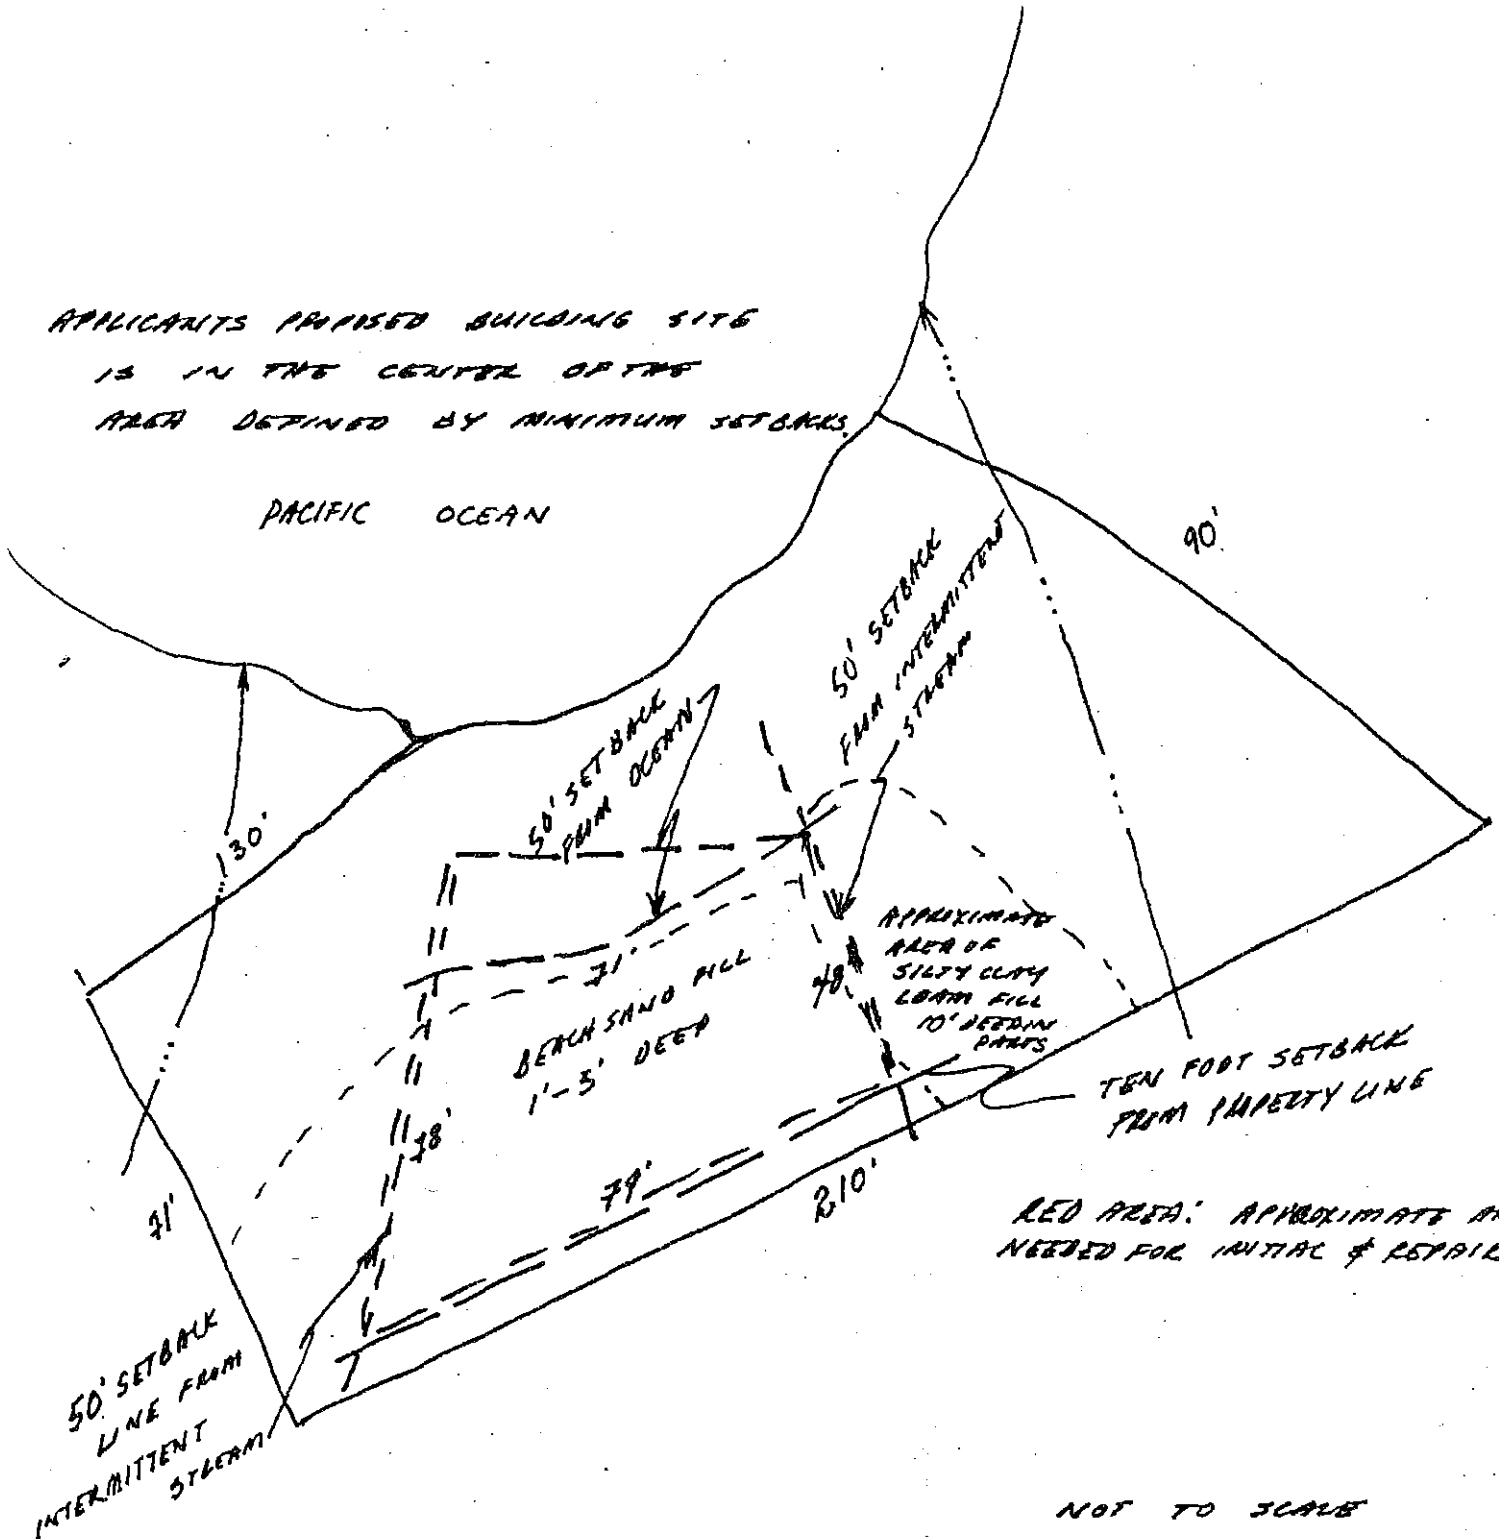 APPLICANTS PROPOSED BUILDING SITE
IS IN THE CENTER OF THE
AREA DEFINED BY MINIMUM SETBACKS.
PACIFIC OCEAN
90'
50' SETBACK
FROM INTERMITTENT
STREAM
50' SETBACK
FROM OCEAN
130'
71'
BEACH SAND FILL
1'-3' DEEP
APPROXIMATE
AREA OF
SILTY CLAY
LOAM FILL
10' DEEP IN
PARTS
48'
TEN FOOT SETBACK
FROM PROPERTY LINE
78'
79'
210'
71'
RED AREA: APPROXIMATE
NEEDED FOR INITIAL & REPAIR
50' SETBACK
LINE FROM
INTERMITTENT
STREAM
NOT TO SCALE